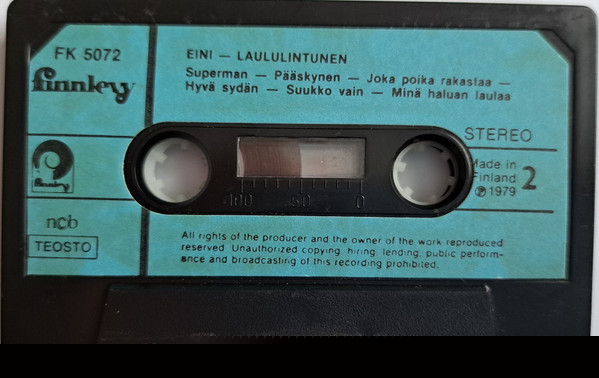 FK 5072
finnlevy
EINI — LAULULINTUNEN
Superman — Pääskynen — Joka poika rakastaa —
Hyvä sydän — Suukko vain — Minä haluan laulaa
STEREO
Made in
Finland
℗ 1979
2
finnlevy
ncb
TEOSTO
100 50 0
All rights of the producer and the owner of the work reproduced
reserved. Unauthorized copying, hiring, lending, public perform-
ance and broadcasting of this recording prohibited.